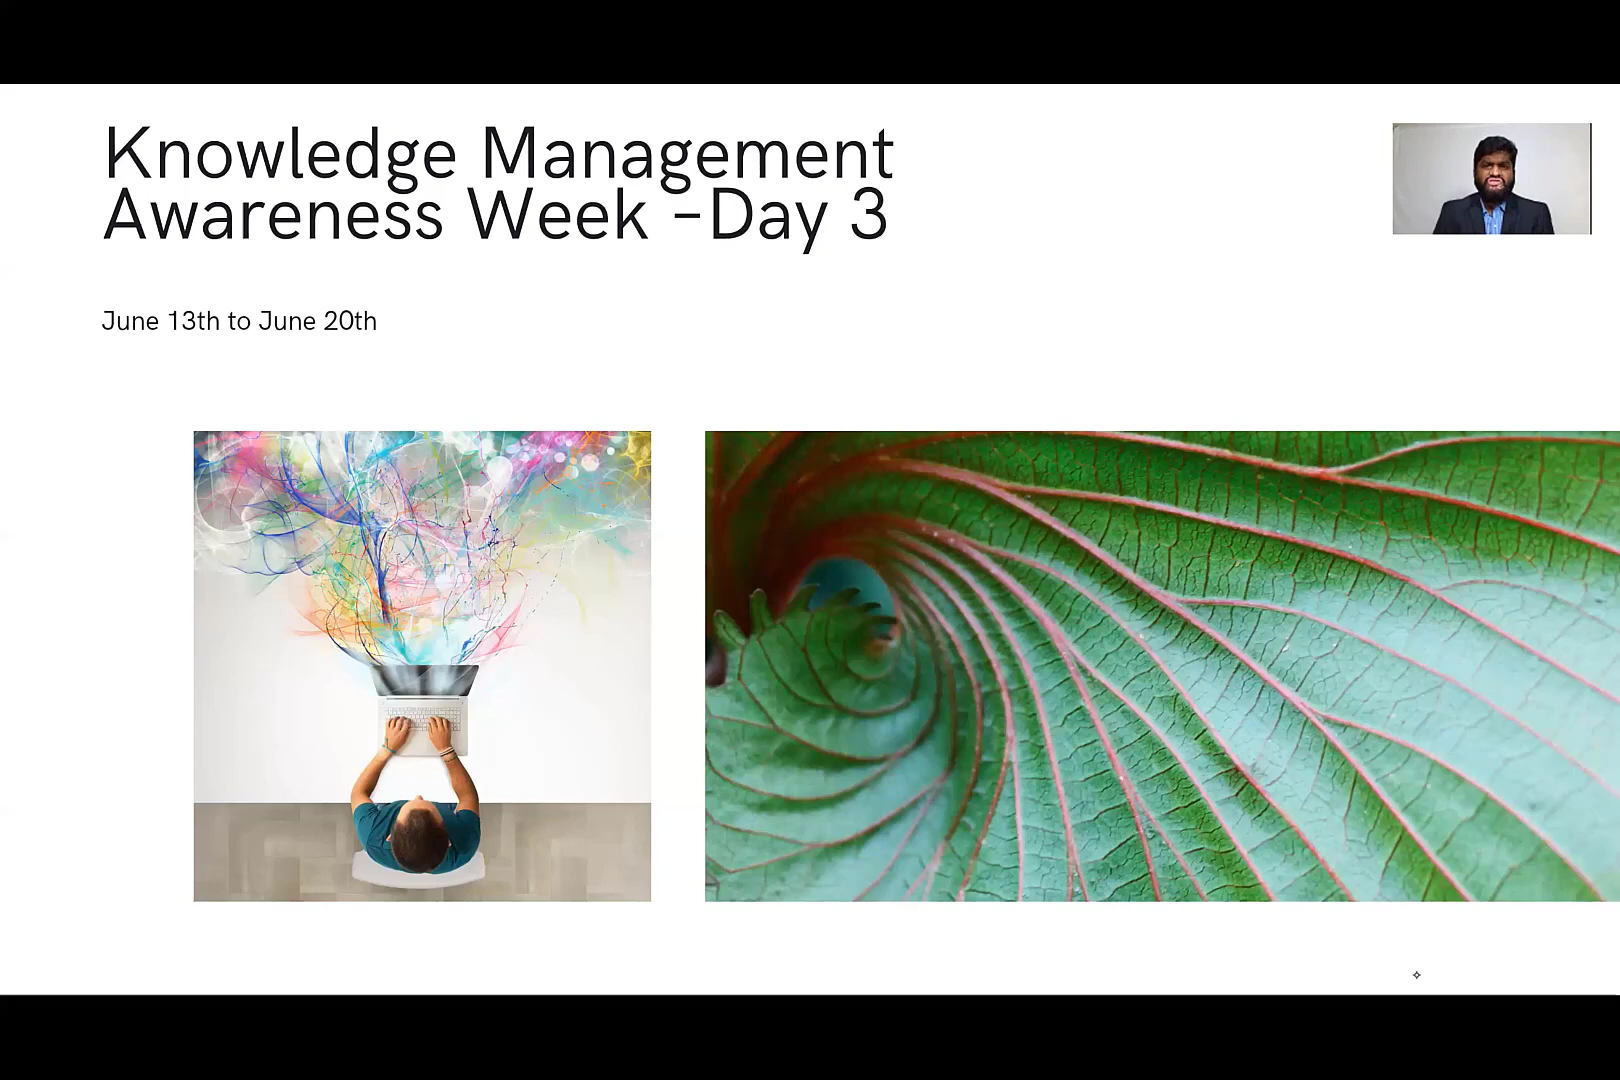 Knowledge Management
Awareness Week –Day 3
June 13th to June 20th